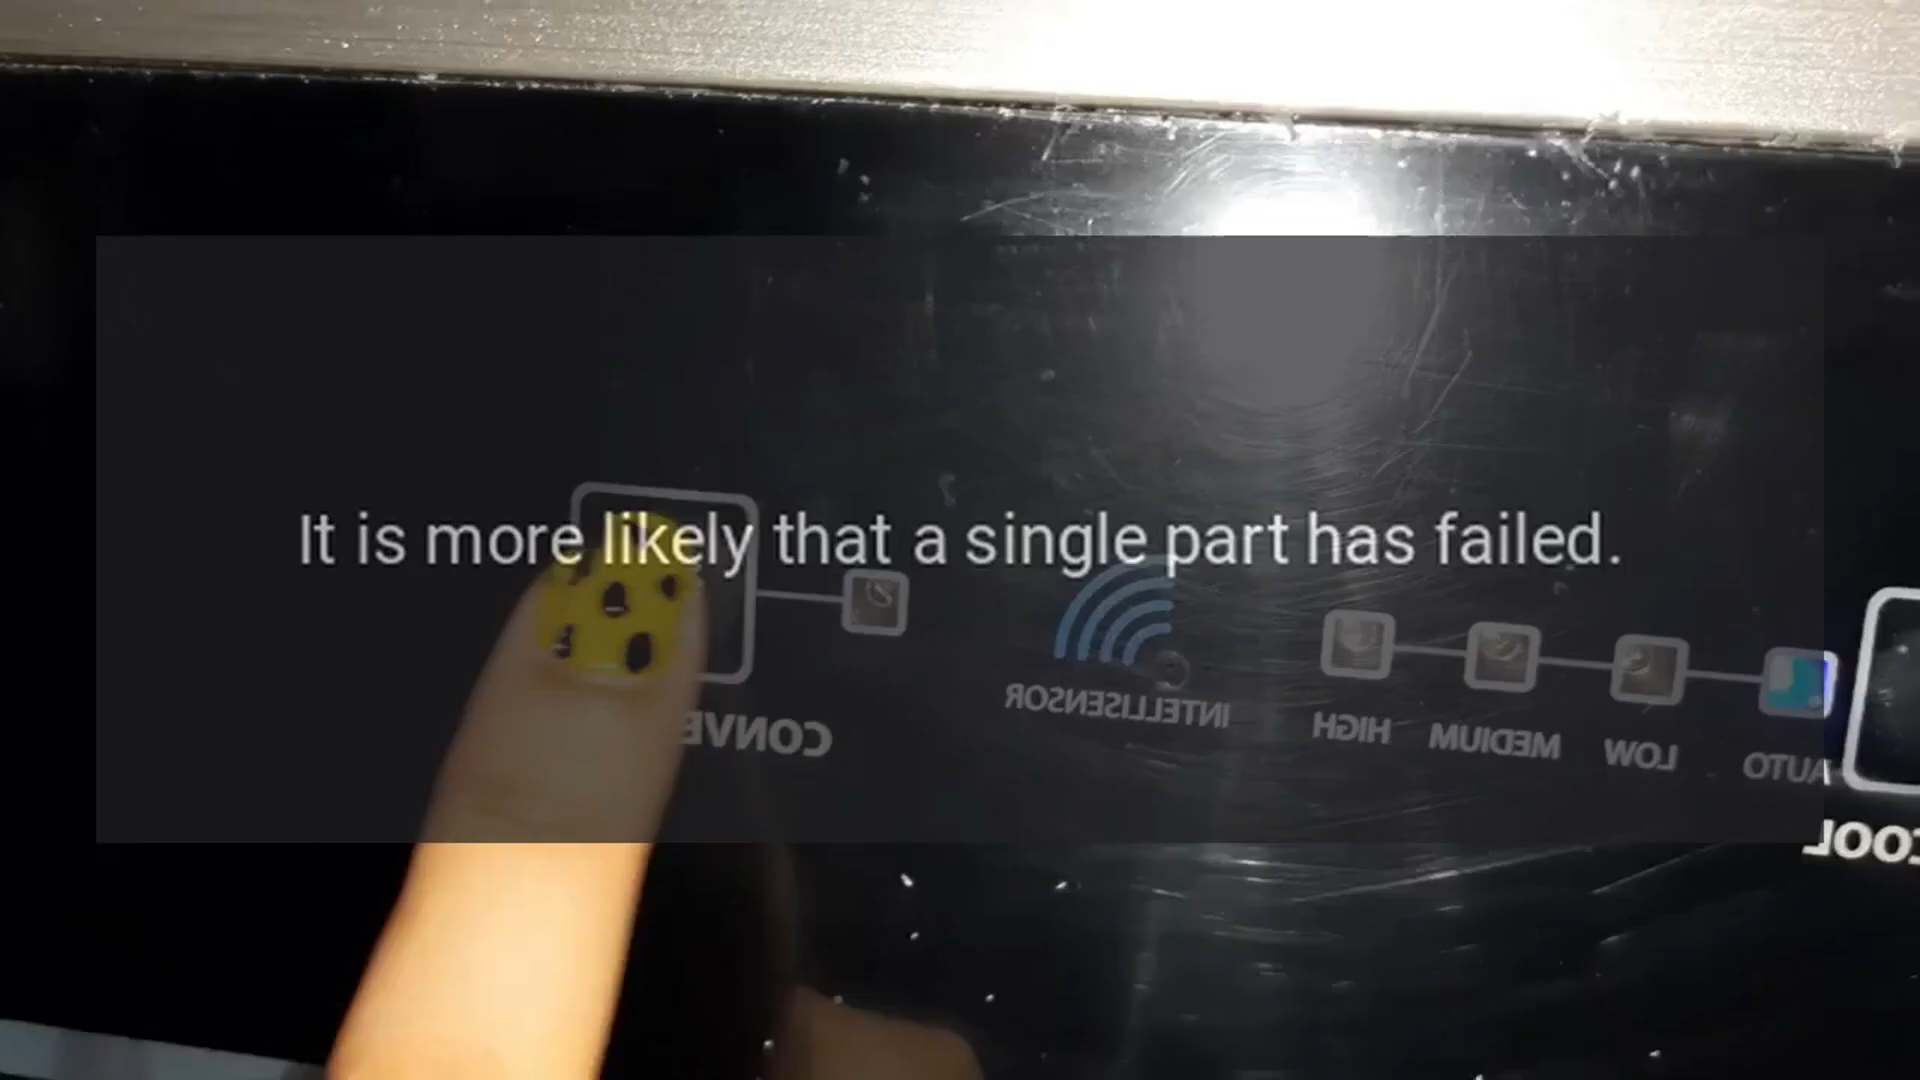 It is more likely that a single part has failed.
CONVE
INTELLISENSOR
HIGH
MEDIUM
LOW
AUTO
COOL